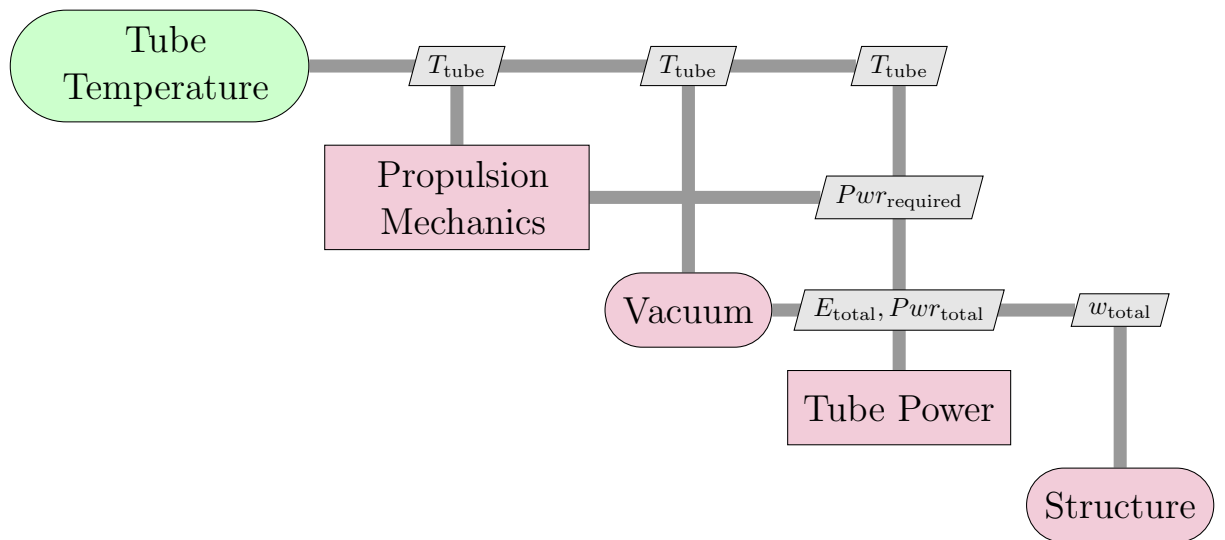 Tube
Temperature
T_tube
T_tube
T_tube
Propulsion
Mechanics
Pwr_required
Vacuum
E_total, Pwr_total
w_total
Tube Power
Structure